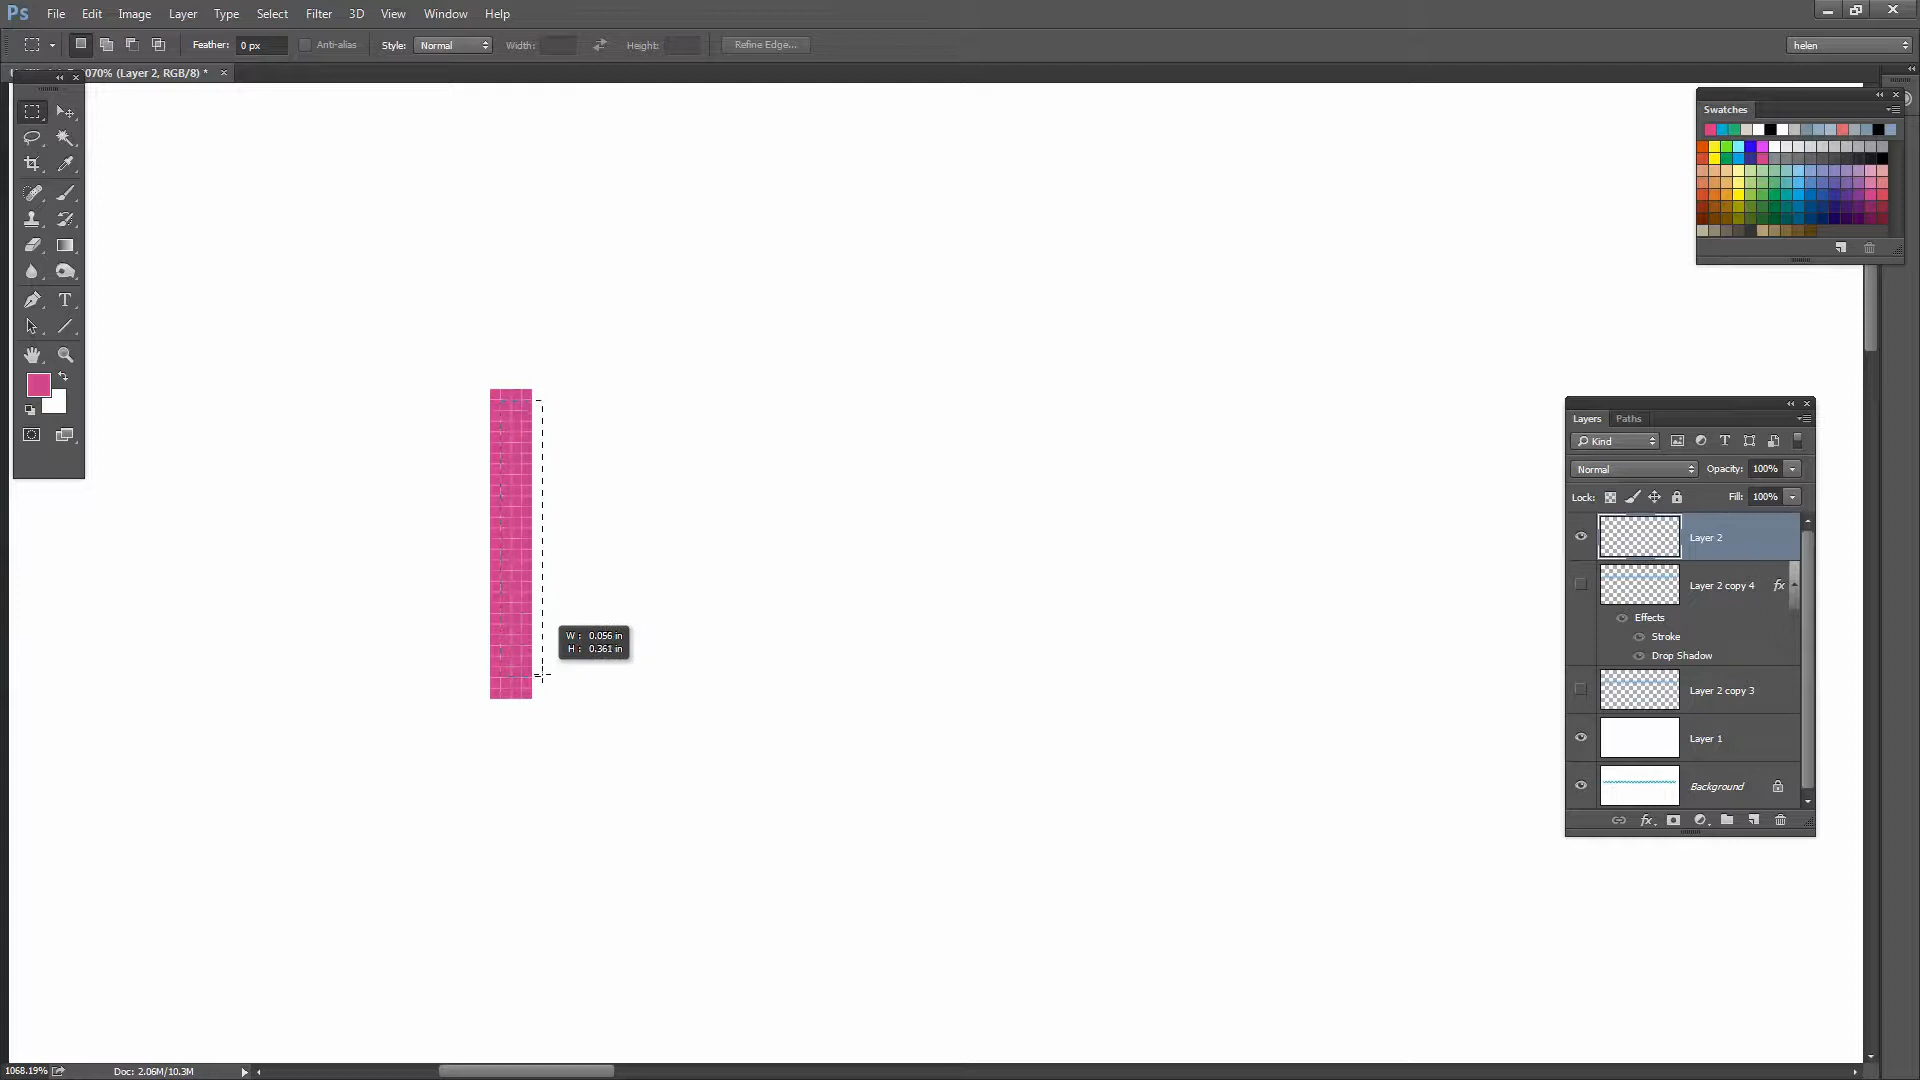 Ps File Edit Image Layer Type Select Filter 3D View Window Help
Feather: 0 px Anti-alias Style: Normal Width: Height: Refine Edge... helen
070% (Layer 2, RGB/8) * ×
Swatches
T
W : 0.056 in
H : 0.361 in
Layers Paths
Kind T
Normal Opacity: 100%
Lock: Fill: 100%
Layer 2
Layer 2 copy 4 fx
Effects
Stroke
Drop Shadow
Layer 2 copy 3
Layer 1
Background
fx
1068.19% Doc: 2.06M/10.3M